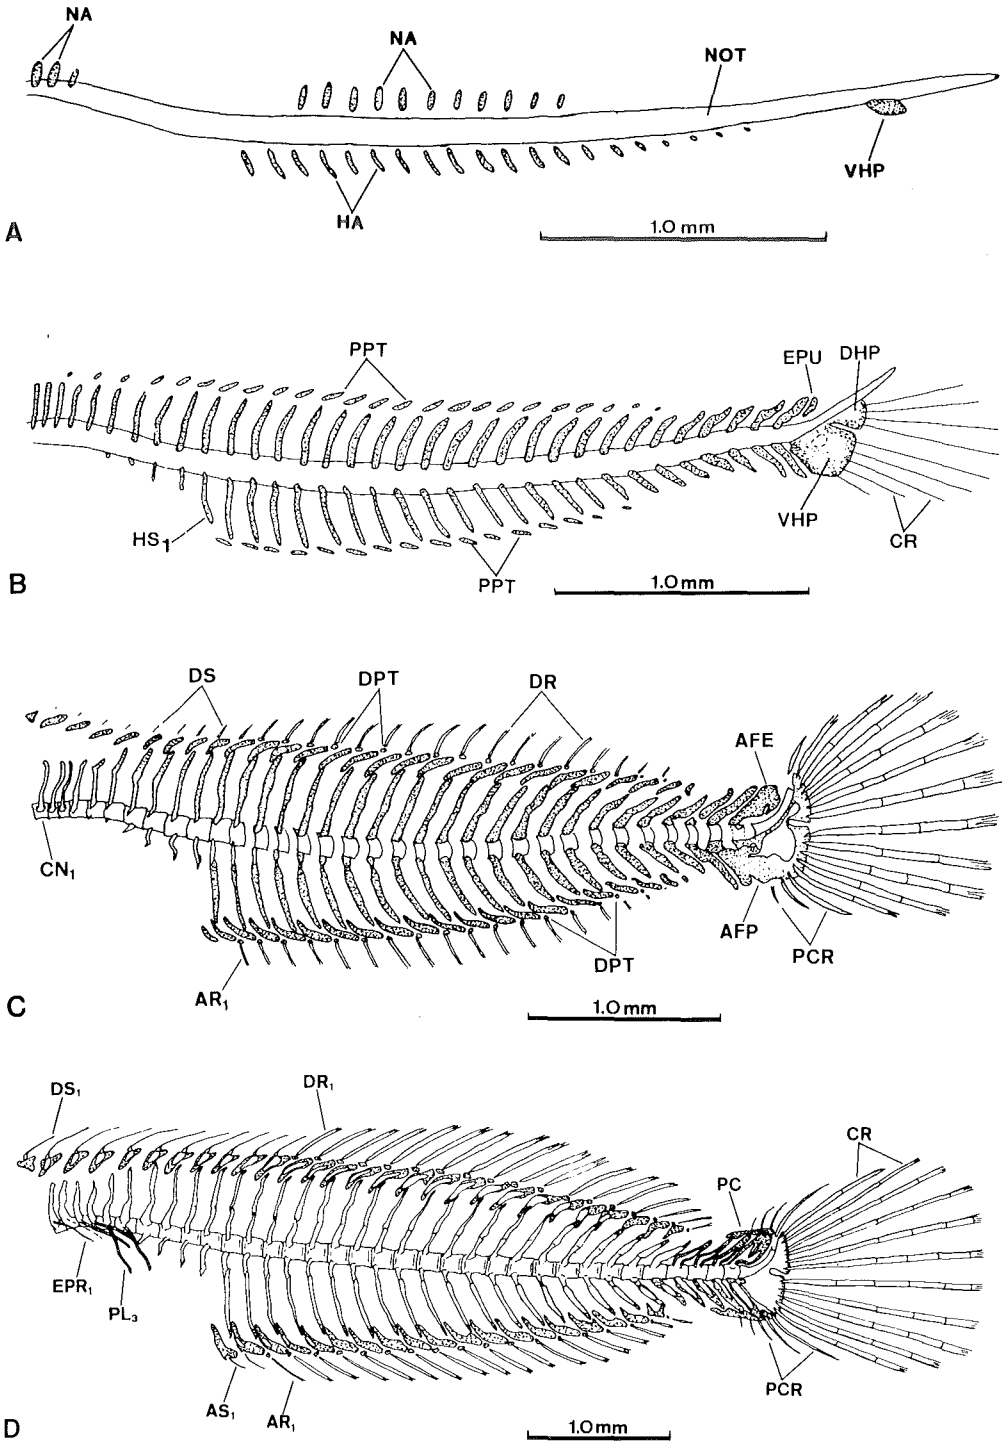 NA
NA
NOT
VHP
HA
A
1.0 mm
PPT
EPU
DHP
HS1
VHP
CR
PPT
B
1.0 mm
DS
DPT
DR
AFE
CN1
AFP
PCR
DPT
AR1
C
1.0 mm
DS1
DR1
CR
PC
EPR1
PL3
PCR
AS1
AR1
D
1.0 mm